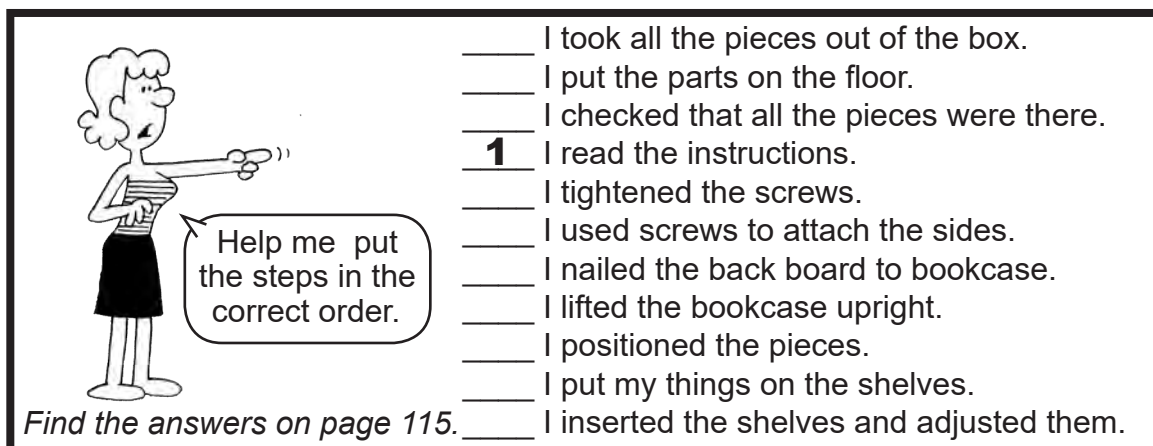 ____ I took all the pieces out of the box.
____ I put the parts on the floor.
____ I checked that all the pieces were there.
__1__ I read the instructions.
____ I tightened the screws.
____ I used screws to attach the sides.
____ I nailed the back board to bookcase.
____ I lifted the bookcase upright.
____ I positioned the pieces.
____ I put my things on the shelves.
____ I inserted the shelves and adjusted them.
Help me put
the steps in the
correct order.
Find the answers on page 115.